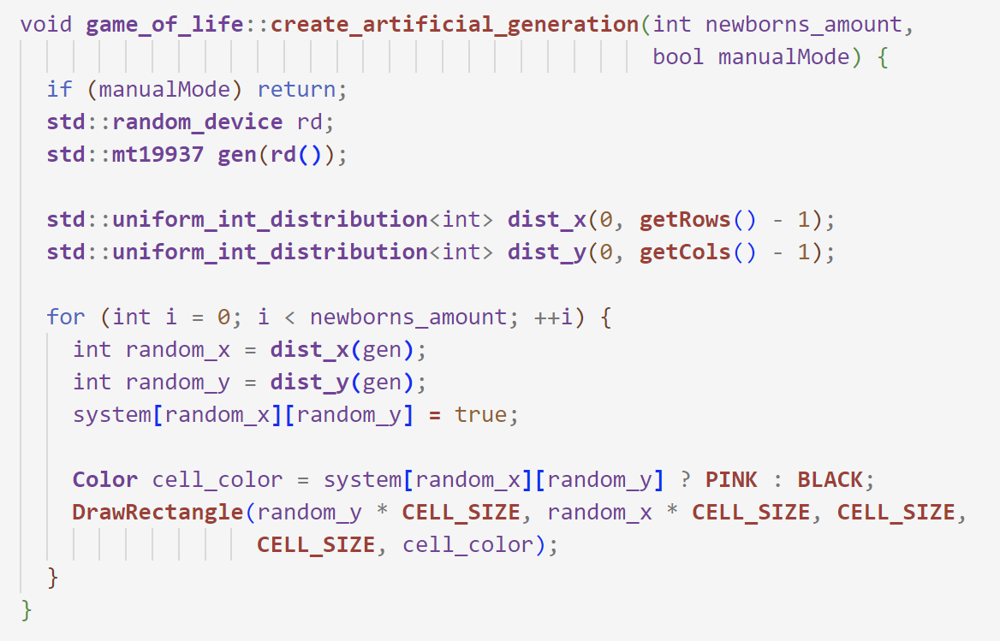 void game_of_life::create_artificial_generation(int newborns_amount,
                                                bool manualMode) {
  if (manualMode) return;
  std::random_device rd;
  std::mt19937 gen(rd());

  std::uniform_int_distribution<int> dist_x(0, getRows() - 1);
  std::uniform_int_distribution<int> dist_y(0, getCols() - 1);

  for (int i = 0; i < newborns_amount; ++i) {
    int random_x = dist_x(gen);
    int random_y = dist_y(gen);
    system[random_x][random_y] = true;

    Color cell_color = system[random_x][random_y] ? PINK : BLACK;
    DrawRectangle(random_y * CELL_SIZE, random_x * CELL_SIZE, CELL_SIZE,
                  CELL_SIZE, cell_color);
  }
}